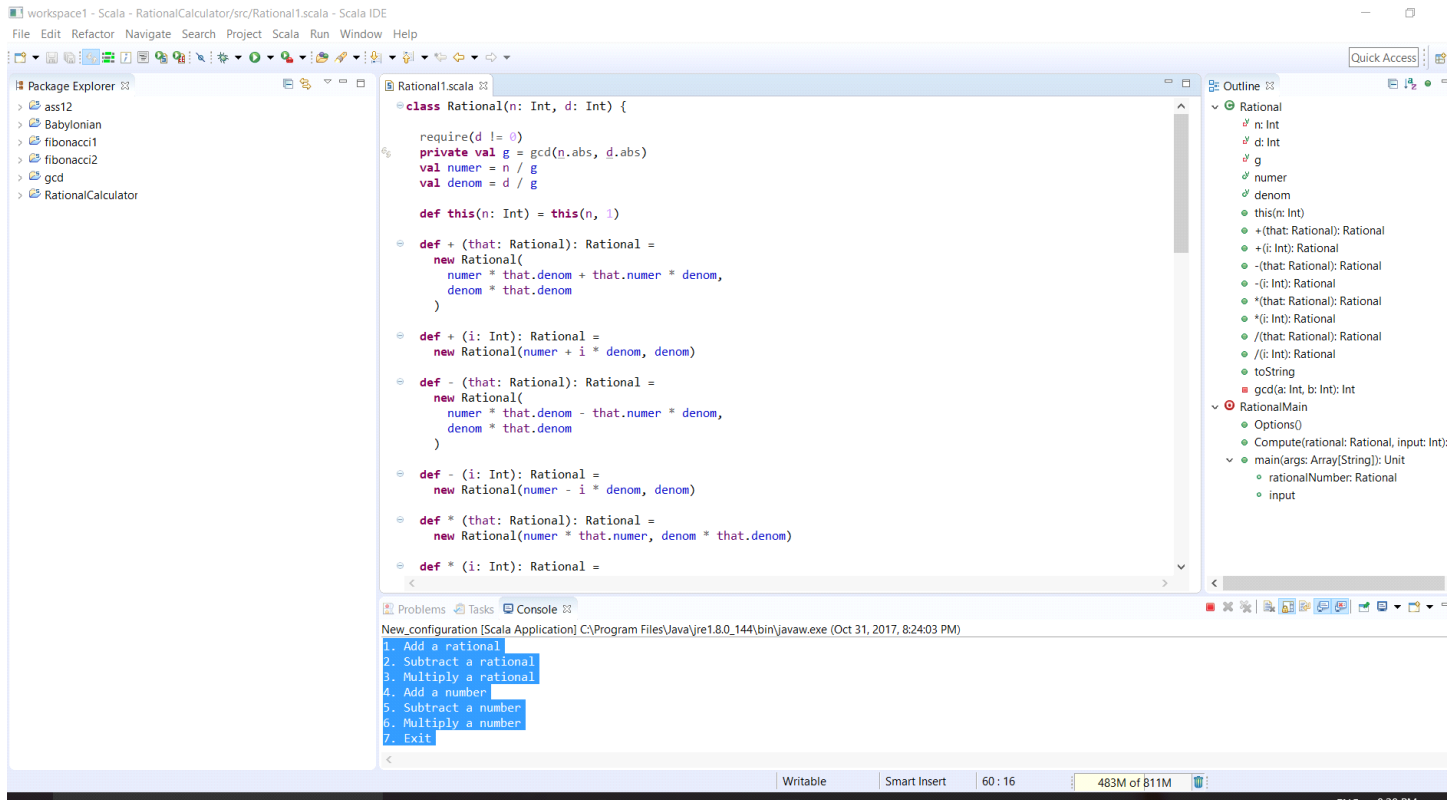 workspace1 - Scala - RationalCalculator/src/Rational1.scala - Scala IDE
File Edit Refactor Navigate Search Project Scala Run Window Help
Quick Access
Package Explorer
ass12
Babylonian
fibonacci1
fibonacci2
gcd
RationalCalculator
Rational1.scala
class Rational(n: Int, d: Int) {
require(d != 0)
private val g = gcd(n.abs, d.abs)
val numer = n / g
val denom = d / g
def this(n: Int) = this(n, 1)
def + (that: Rational): Rational =
new Rational(
numer * that.denom + that.numer * denom,
denom * that.denom
)
def + (i: Int): Rational =
new Rational(numer + i * denom, denom)
def - (that: Rational): Rational =
new Rational(
numer * that.denom - that.numer * denom,
denom * that.denom
)
def - (i: Int): Rational =
new Rational(numer - i * denom, denom)
def * (that: Rational): Rational =
new Rational(numer * that.numer, denom * that.denom)
def * (i: Int): Rational =
Outline
Rational
n: Int
d: Int
g
numer
denom
this(n: Int)
+(that: Rational): Rational
+(i: Int): Rational
-(that: Rational): Rational
-(i: Int): Rational
*(that: Rational): Rational
*(i: Int): Rational
/(that: Rational): Rational
/(i: Int): Rational
toString
gcd(a: Int, b: Int): Int
RationalMain
Options()
Compute(rational: Rational, input: Int):
main(args: Array[String]): Unit
rationalNumber: Rational
input
Problems Tasks Console
New_configuration [Scala Application] C:\Program Files\Java\jre1.8.0_144\bin\javaw.exe (Oct 31, 2017, 8:24:03 PM)
1. Add a rational
2. Subtract a rational
3. Multiply a rational
4. Add a number
5. Subtract a number
6. Multiply a number
7. Exit
Writable Smart Insert 60 : 16 483M of 811M